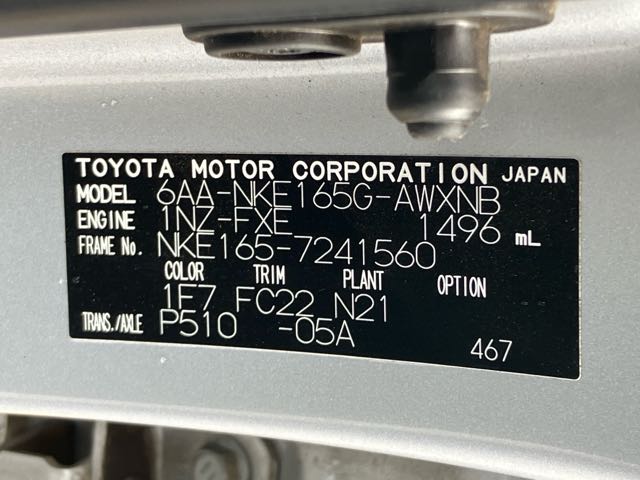 TOYOTA MOTOR CORPORATION JAPAN
MODEL 6AA-NKE165G-AWXNB
ENGINE 1NZ-FXE 1496 mL
FRAME No. NKE165-7241560
COLOR TRIM PLANT OPTION
1F7 FC22 N21
TRANS./AXLE P510 -05A
467